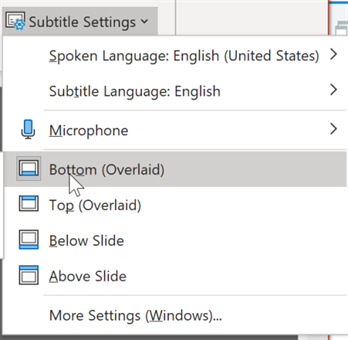 Subtitle Settings
Spoken Language: English (United States)
Subtitle Language: English
Microphone
Bottom (Overlaid)
Top (Overlaid)
Below Slide
Above Slide
More Settings (Windows)...